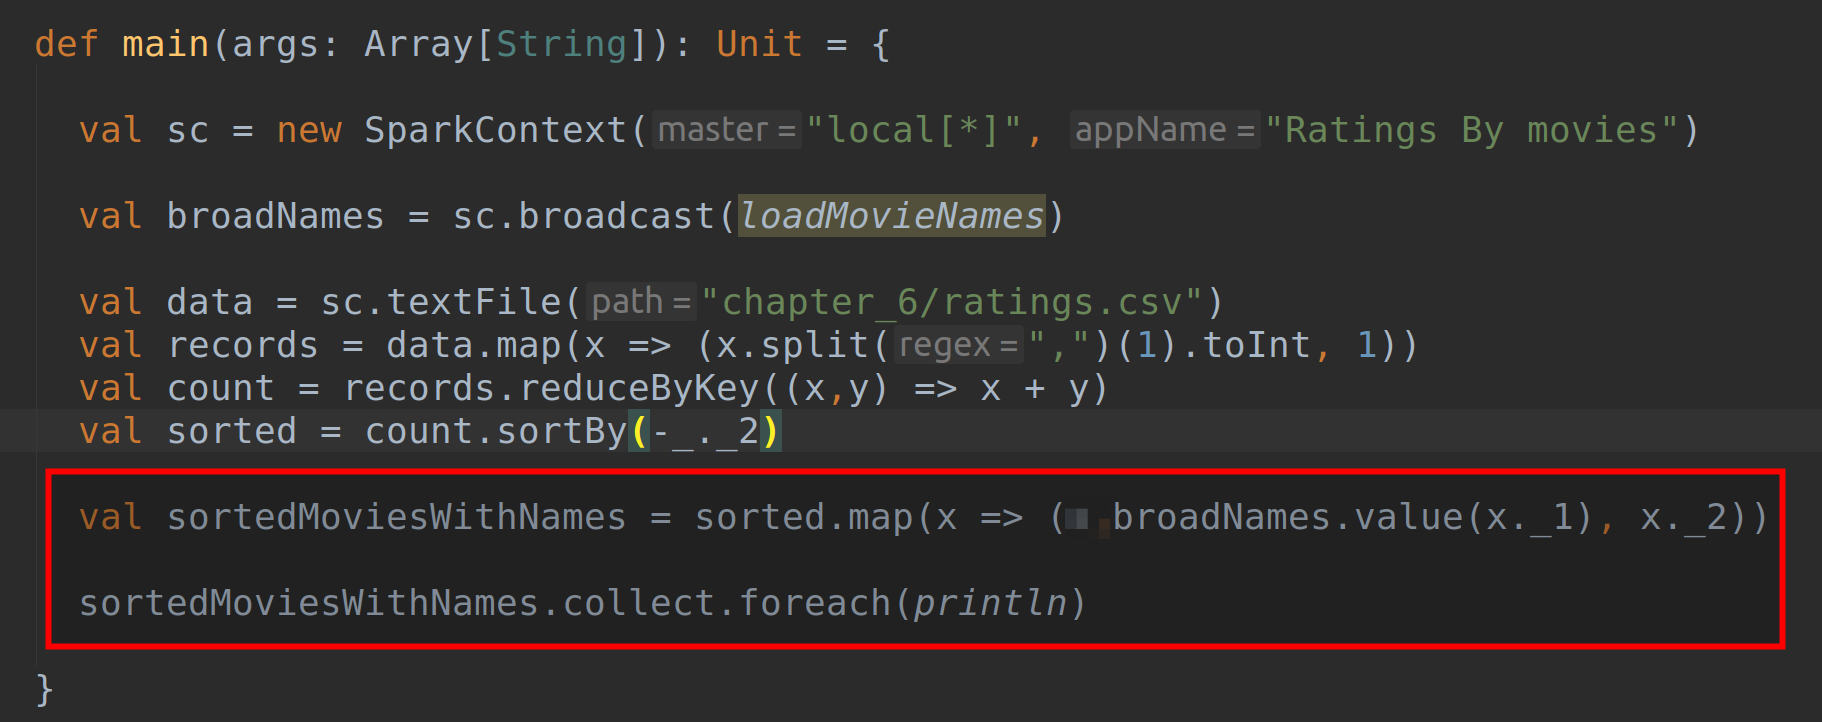 def main(args: Array[String]): Unit = {
val sc = new SparkContext( master = "local[*]", appName = "Ratings By movies")
val broadNames = sc.broadcast(loadMovieNames)
val data = sc.textFile( path = "chapter_6/ratings.csv")
val records = data.map(x => (x.split( regex = ",")(1).toInt, 1))
val count = records.reduceByKey((x,y) => x + y)
val sorted = count.sortBy(-_._2)
val sortedMoviesWithNames = sorted.map(x => ( broadNames.value(x._1), x._2))
sortedMoviesWithNames.collect.foreach(println)
}